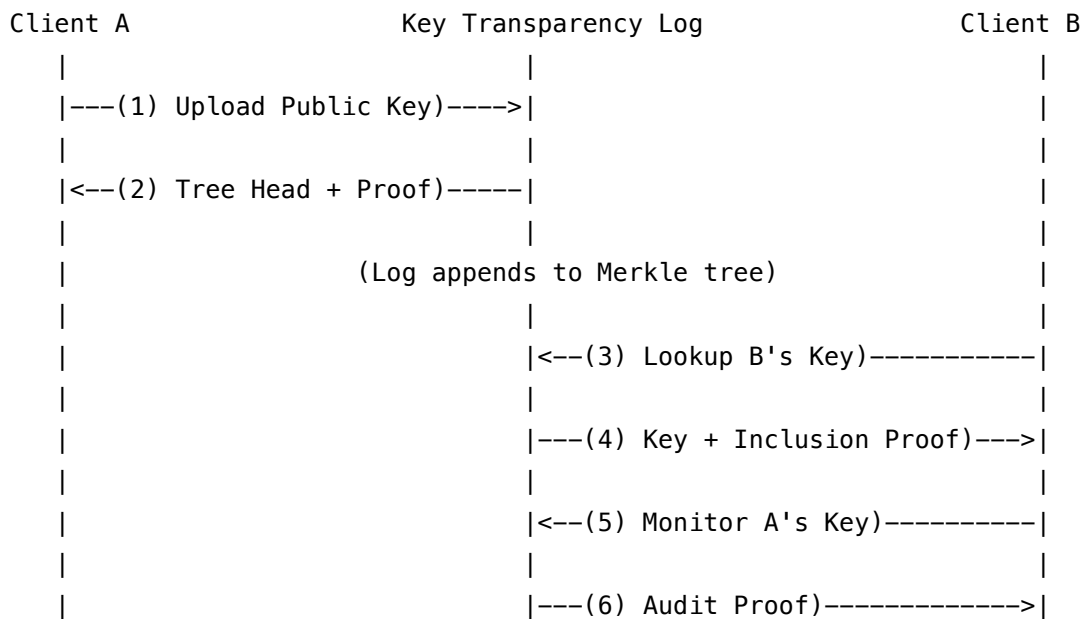 Client A                    Key Transparency Log                   Client B
   |                                  |                                     |
   |---(1) Upload Public Key)---->|                                     |
   |                                  |                                     |
   |<--(2) Tree Head + Proof)-----|                                     |
   |                                  |                                     |
   |                   (Log appends to Merkle tree)                   |
   |                                  |                                     |
   |                                  |<--(3) Lookup B's Key)-----------|
   |                                  |                                     |
   |                                  |---(4) Key + Inclusion Proof)--->|
   |                                  |                                     |
   |                                  |<--(5) Monitor A's Key)----------|
   |                                  |                                     |
   |                                  |---(6) Audit Proof)------------->|